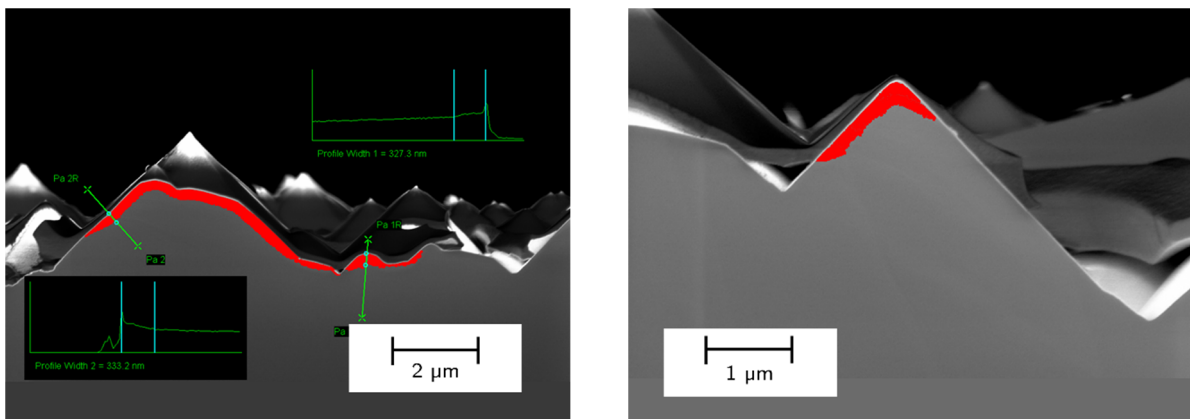 Profile Width 1 = 327.3 nm
Pa 2R
Pa 1R
Pa 2
Pa
Profile Width 2 = 333.2 nm
2 μm
1 μm